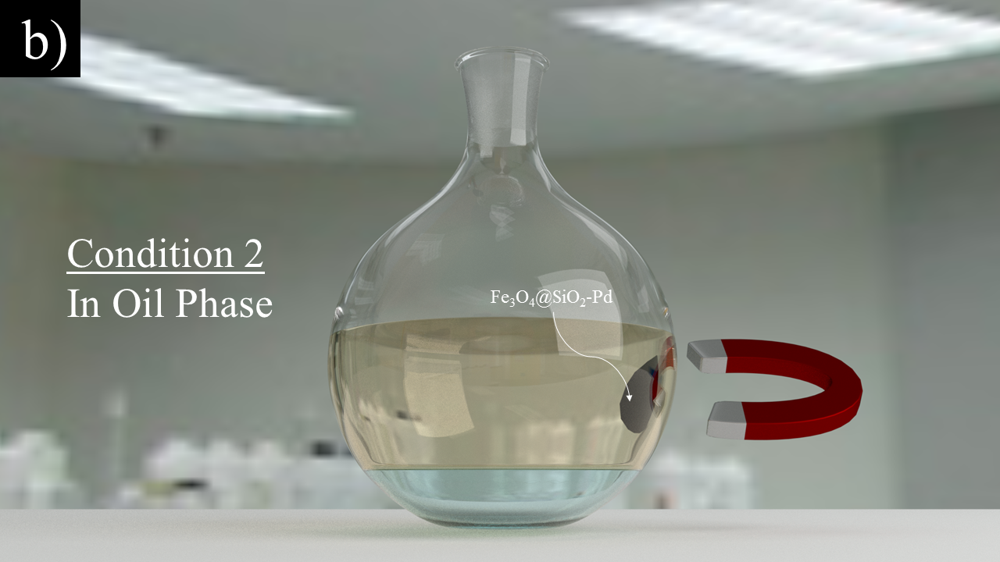 b)
Condition 2
In Oil Phase
Fe₃O₄@SiO₂-Pd